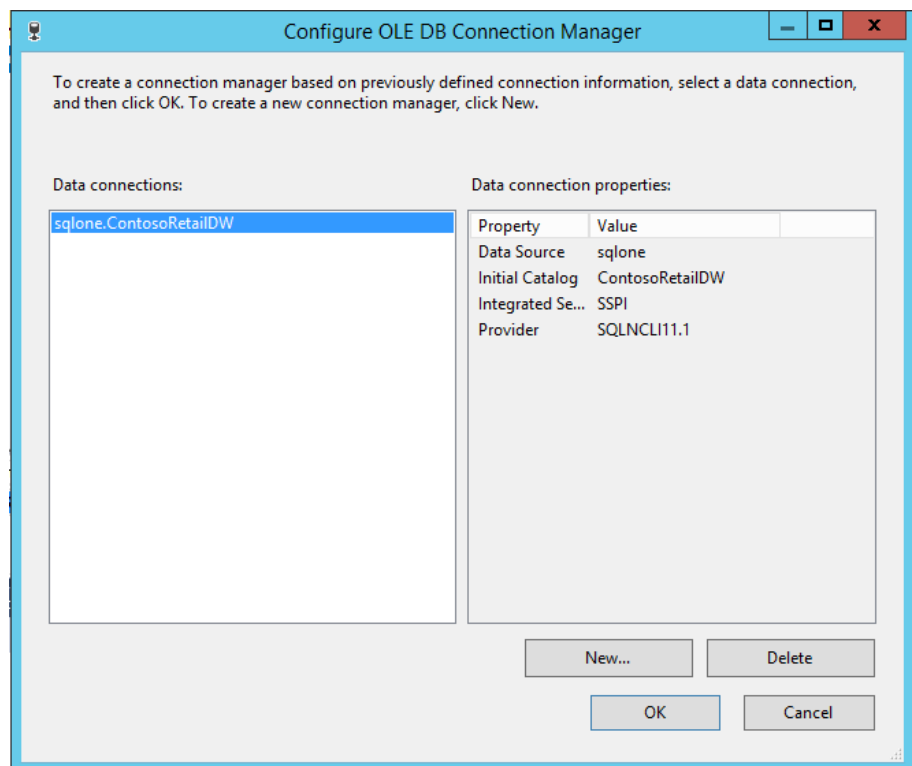 Configure OLE DB Connection Manager
To create a connection manager based on previously defined connection information, select a data connection,
and then click OK. To create a new connection manager, click New.
Data connections:
Data connection properties:
sqlone.ContosoRetailDW
Property Value
Data Source sqlone
Initial Catalog ContosoRetailDW
Integrated Se... SSPI
Provider SQLNCLI11.1
New...
Delete
OK
Cancel